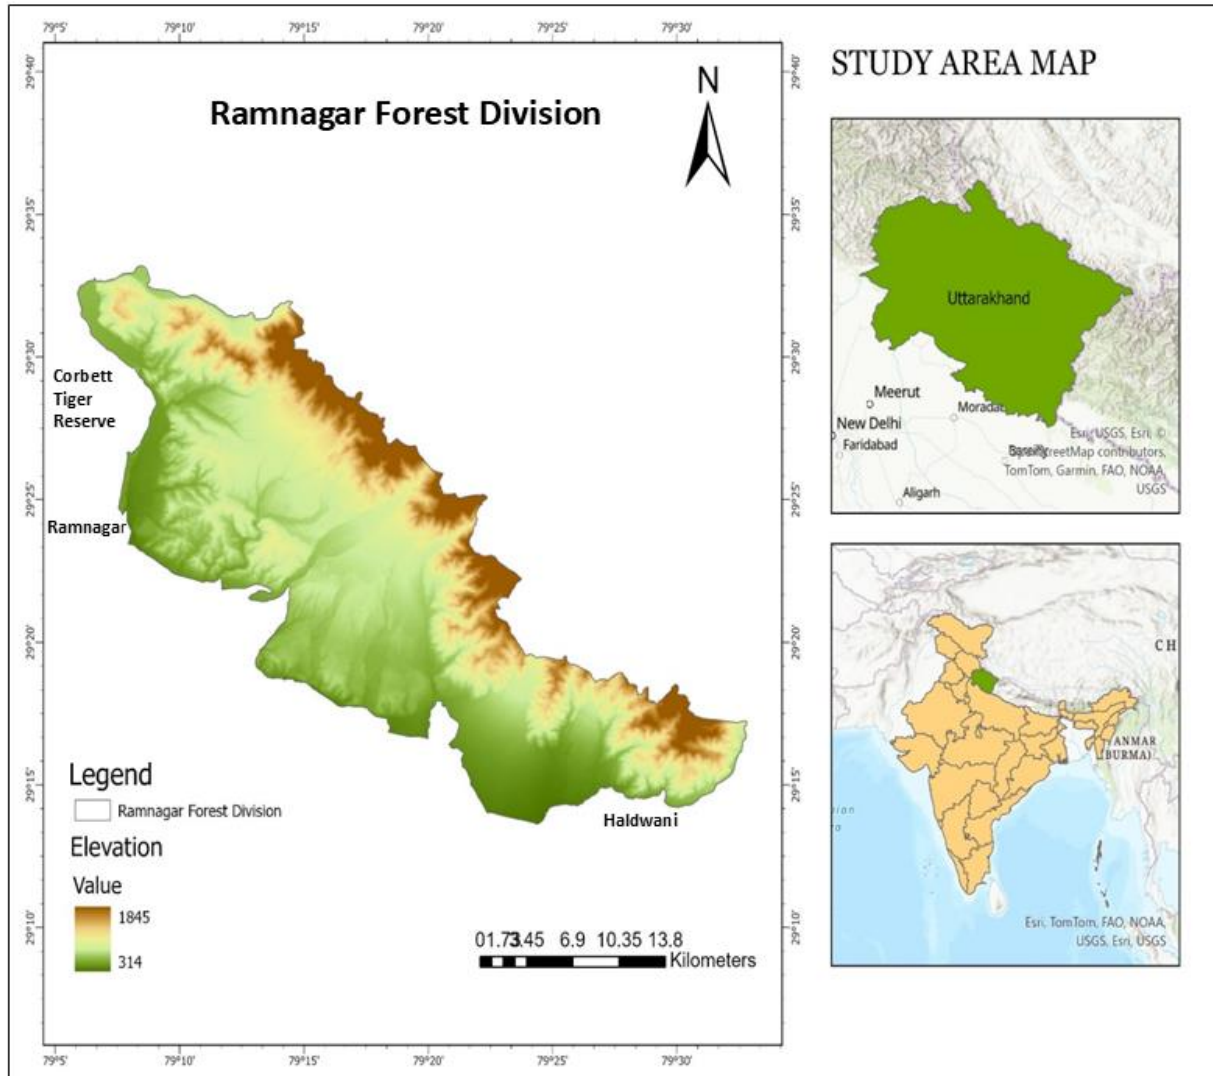 79°5' 79°10' 79°15' 79°20' 79°25' 79°30'
29°40' 29°40'
29°35' 29°35'
29°30' 29°30'
29°25' 29°25'
29°20' 29°20'
29°15' 29°15'
29°10' 29°10'
79°5' 79°10' 79°15' 79°20' 79°25' 79°30'
Ramnagar Forest Division
N
Corbett
Tiger
Reserve
Ramnagar
Haldwani
Legend
Ramnagar Forest Division
Elevation
Value
1845
314
0 1.73 3.45 6.9 10.35 13.8
Kilometers
STUDY AREA MAP
Uttarakhand
Meerut
New Delhi
Faridabad
Aligarh
Esri, USGS, Esri, ©
OpenStreetMap contributors,
TomTom, Garmin, FAO, NOAA,
USGS
CH
(BURMA)
Esri, TomTom, FAO, NOAA,
USGS, Esri, USGS